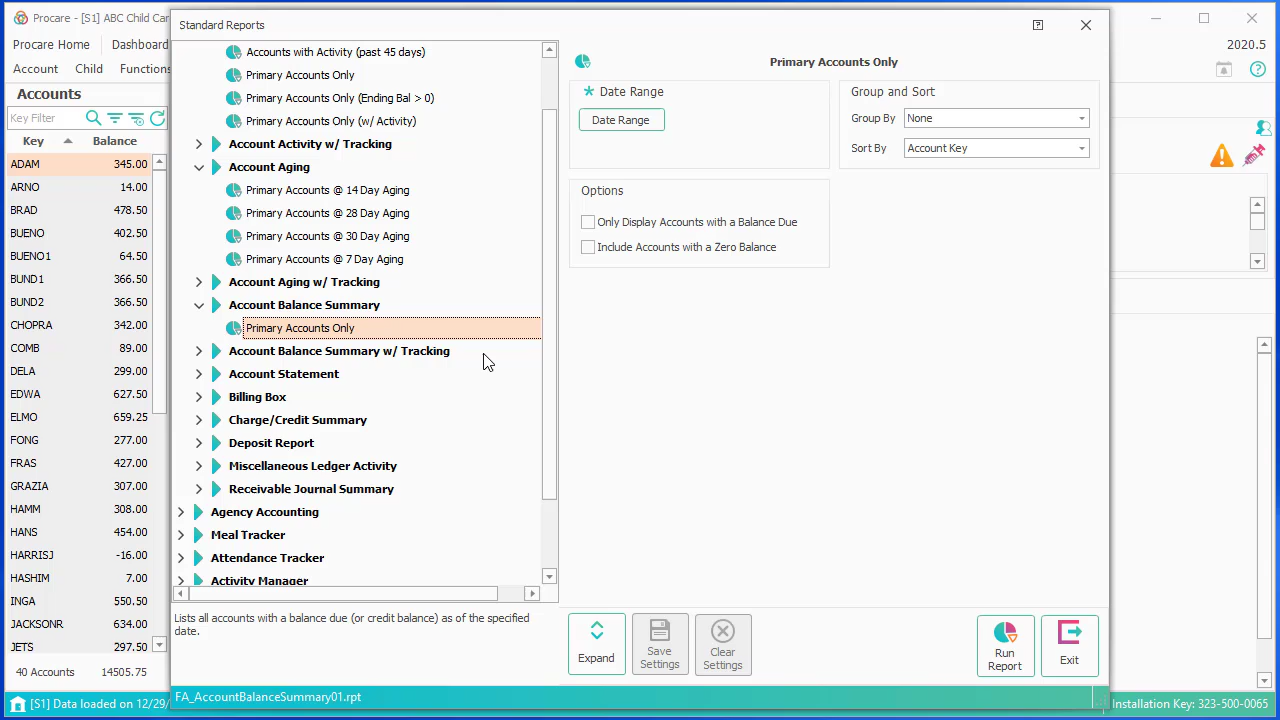 Procare - [S1] ABC Child Car
Procare Home
Dashboard
2020.5
Account
Child
Functions
Accounts
Key Filter
Key
Balance
ADAM 345.00
ARNO 14.00
BRAD 478.50
BUENO 402.50
BUENO1 64.50
BUND1 366.50
BUND2 366.50
CHOPRA 342.00
COMB 89.00
DELA 299.00
EDWA 627.50
ELMO 659.25
FONG 277.00
FRAS 427.00
GRAZIA 307.00
HAMM 308.00
HANS 454.00
HARRISJ -16.00
HASHIM 7.00
INGA 550.50
JACKSONR 634.00
JETS 297.50
40 Accounts 14505.75
[S1] Data loaded on 12/29/
Standard Reports
Accounts with Activity (past 45 days)
Primary Accounts Only
Primary Accounts Only (Ending Bal > 0)
Primary Accounts Only (w/ Activity)
Account Activity w/ Tracking
Account Aging
Primary Accounts @ 14 Day Aging
Primary Accounts @ 28 Day Aging
Primary Accounts @ 30 Day Aging
Primary Accounts @ 7 Day Aging
Account Aging w/ Tracking
Account Balance Summary
Primary Accounts Only
Account Balance Summary w/ Tracking
Account Statement
Billing Box
Charge/Credit Summary
Deposit Report
Miscellaneous Ledger Activity
Receivable Journal Summary
Agency Accounting
Meal Tracker
Attendance Tracker
Activity Manager
Lists all accounts with a balance due (or credit balance) as of the specified
date.
FA_AccountBalanceSummary01.rpt
Primary Accounts Only
* Date Range
Date Range
Group and Sort
Group By None
Sort By Account Key
Options
Only Display Accounts with a Balance Due
Include Accounts with a Zero Balance
Expand
Save
Settings
Clear
Settings
Run
Report
Exit
Installation Key: 323-500-0065